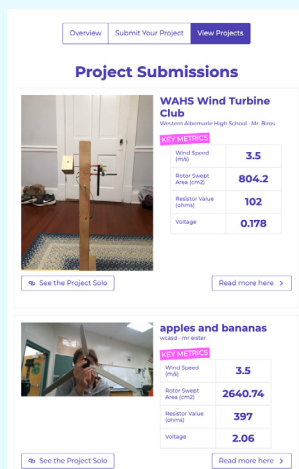 Overview Submit Your Project View Projects
Project Submissions
WAHS Wind Turbine
Club
Western Albemarle High School - Mr. Biros
KEY METRICS
Wind Speed
(m/s)
3.5
Rotor Swept
Area (cm2)
804.2
Resistor Value
(ohms)
102
Voltage
0.178
See the Project Solo
Read more here
apples and bananas
wcasd - mr eister
KEY METRICS
Wind Speed
(m/s)
3.5
Rotor Swept
Area (cm2)
2640.74
Resistor Value
(ohms)
397
Voltage
2.06
See the Project Solo
Read more here